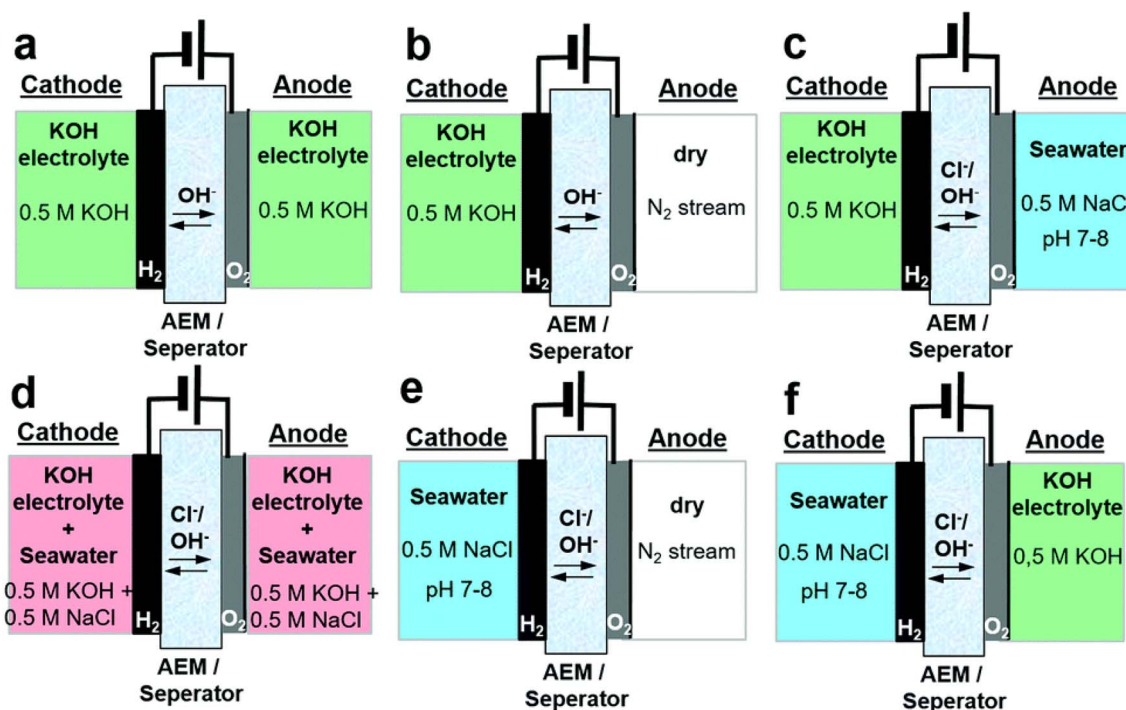 a
Cathode
Anode
KOH
electrolyte
0.5 M KOH
OH⁻
KOH
electrolyte
0.5 M KOH
H₂
O₂
AEM /
Seperator
b
Cathode
Anode
KOH
electrolyte
0.5 M KOH
OH⁻
dry
N₂ stream
H₂
O₂
AEM /
Seperator
c
Cathode
Anode
KOH
electrolyte
0.5 M KOH
Cl⁻/
OH⁻
Seawater
0.5 M NaC
pH 7-8
H₂
O₂
AEM /
Seperator
d
Cathode
Anode
KOH
electrolyte
+
Seawater
0.5 M KOH +
0.5 M NaCl
Cl⁻/
OH⁻
KOH
electrolyte
+
Seawater
0.5 M KOH +
0.5 M NaCl
H₂
O₂
AEM /
Seperator
e
Cathode
Anode
Seawater
0.5 M NaCl
pH 7-8
Cl⁻/
OH⁻
dry
N₂ stream
H₂
O₂
AEM /
Seperator
f
Cathode
Anode
Seawater
0.5 M NaCl
pH 7-8
Cl⁻/
OH⁻
KOH
electrolyte
0,5 M KOH
H₂
O₂
AEM /
Seperator